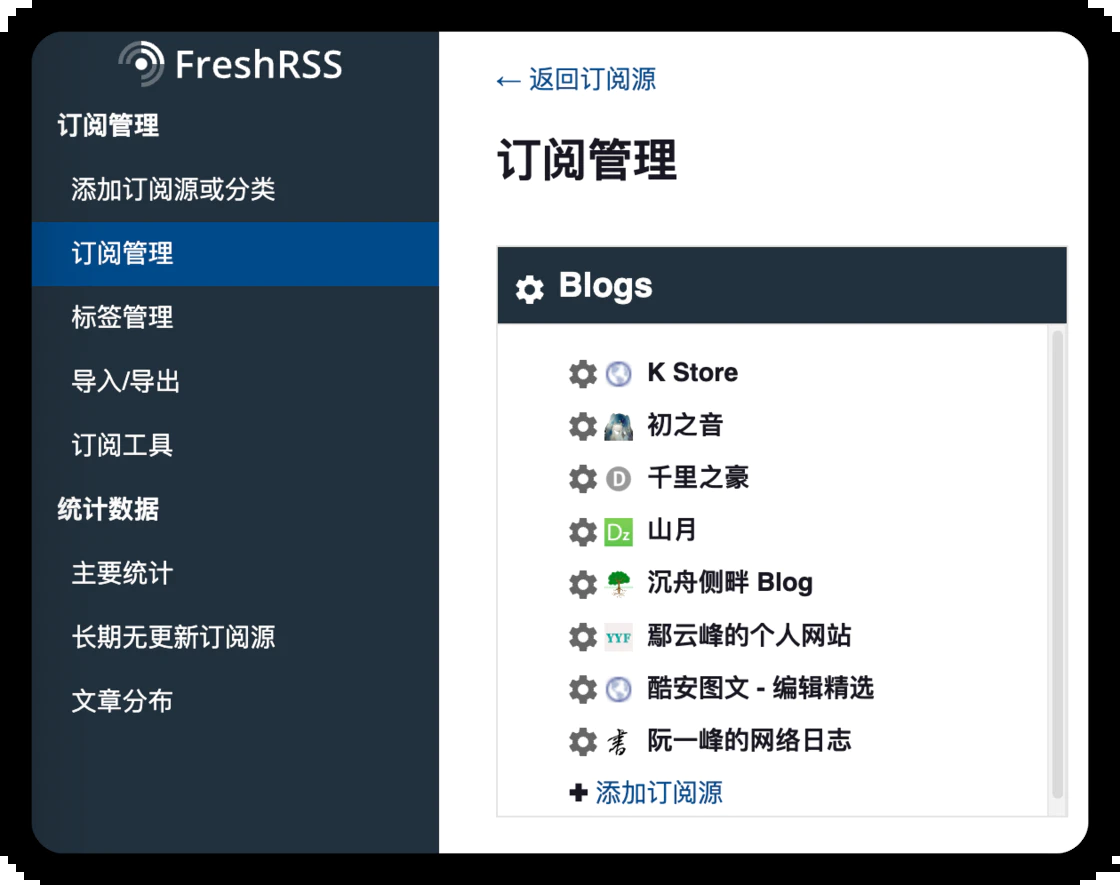 FreshRSS
订阅管理
添加订阅源或分类
订阅管理
标签管理
导入/导出
订阅工具
统计数据
主要统计
长期无更新订阅源
文章分布
← 返回订阅源
订阅管理
Blogs
K Store
初之音
D 千里之豪
Dz 山月
沉舟侧畔 Blog
YYF 鄢云峰的个人网站
酷安图文 - 编辑精选
书 阮一峰的网络日志
+ 添加订阅源